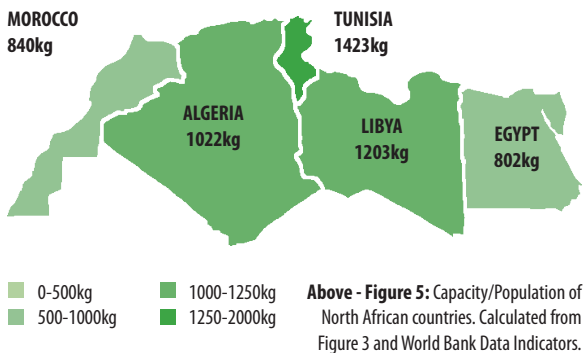 MOROCCO
840kg
TUNISIA
1423kg
ALGERIA
1022kg
LIBYA
1203kg
EGYPT
802kg
0-500kg
500-1000kg
1000-1250kg
1250-2000kg
Above - Figure 5: Capacity/Population of
North African countries. Calculated from
Figure 3 and World Bank Data Indicators.